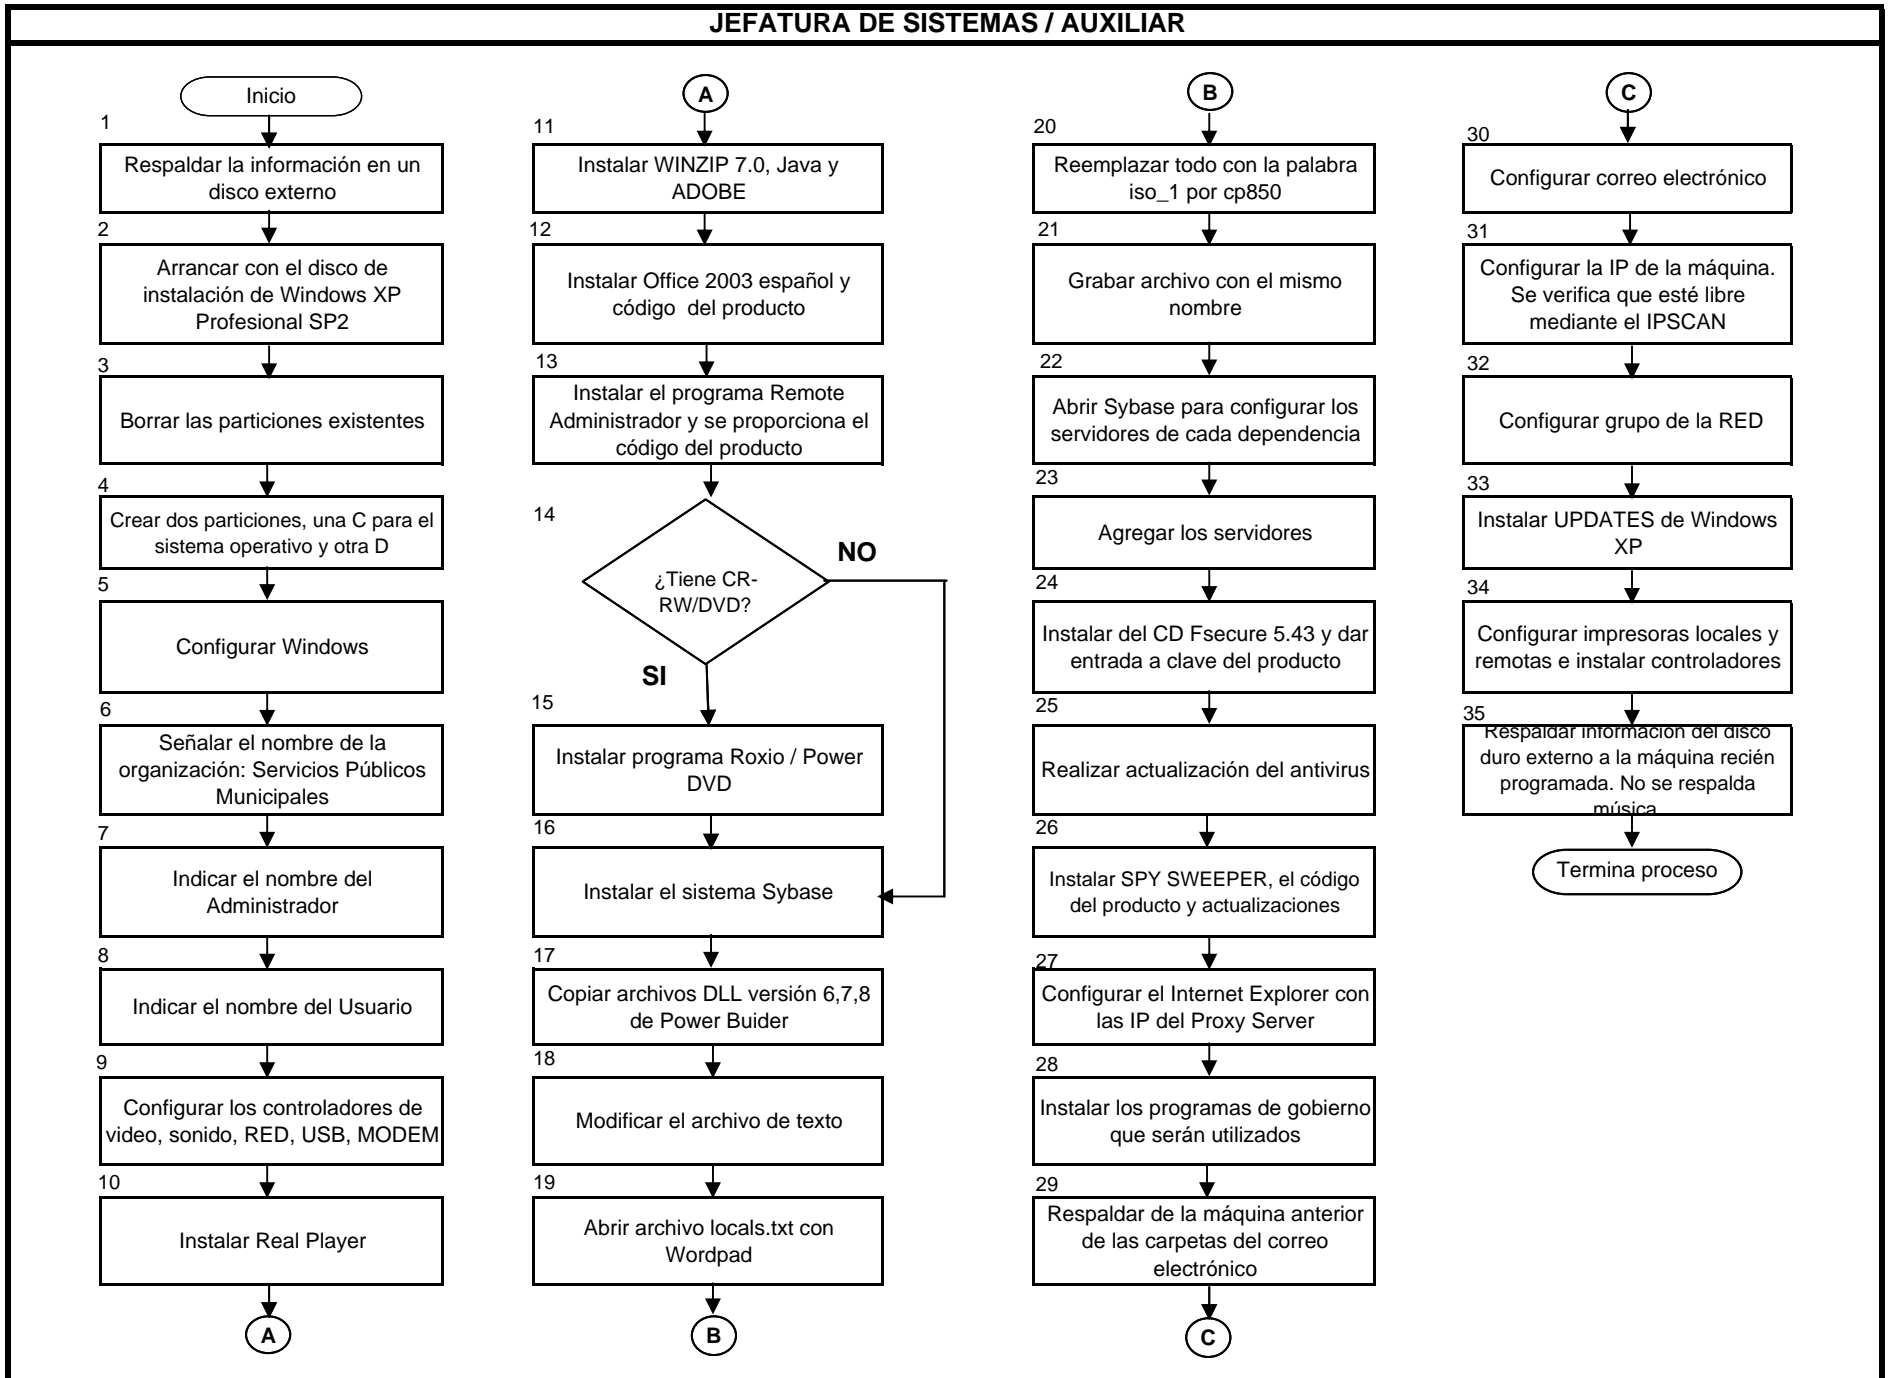 JEFATURA DE SISTEMAS / AUXILIAR
Inicio
1
Respaldar la información en un
disco externo
2
Arrancar con el disco de
instalación de Windows XP
Profesional SP2
3
Borrar las particiones existentes
4
Crear dos particiones, una C para el
sistema operativo y otra D
5
Configurar Windows
6
Señalar el nombre de la
organización: Servicios Públicos
Municipales
7
Indicar el nombre del
Administrador
8
Indicar el nombre del Usuario
9
Configurar los controladores de
video, sonido, RED, USB, MODEM
10
Instalar Real Player
A
A
11
Instalar WINZIP 7.0, Java y
ADOBE
12
Instalar Office 2003 español y
código del producto
13
Instalar el programa Remote
Administrador y se proporciona el
código del producto
14
¿Tiene CR-
RW/DVD?
NO
SI
15
Instalar programa Roxio / Power
DVD
16
Instalar el sistema Sybase
17
Copiar archivos DLL versión 6,7,8
de Power Buider
18
Modificar el archivo de texto
19
Abrir archivo locals.txt con
Wordpad
B
B
20
Reemplazar todo con la palabra
iso_1 por cp850
21
Grabar archivo con el mismo
nombre
22
Abrir Sybase para configurar los
servidores de cada dependencia
23
Agregar los servidores
24
Instalar del CD Fsecure 5.43 y dar
entrada a clave del producto
25
Realizar actualización del antivirus
26
Instalar SPY SWEEPER, el código
del producto y actualizaciones
27
Configurar el Internet Explorer con
las IP del Proxy Server
28
Instalar los programas de gobierno
que serán utilizados
29
Respaldar de la máquina anterior
de las carpetas del correo
electrónico
C
C
30
Configurar correo electrónico
31
Configurar la IP de la máquina.
Se verifica que esté libre
mediante el IPSCAN
32
Configurar grupo de la RED
33
Instalar UPDATES de Windows
XP
34
Configurar impresoras locales y
remotas e instalar controladores
35
Respaldar información del disco
duro externo a la máquina recién
programada. No se respalda
música
Termina proceso